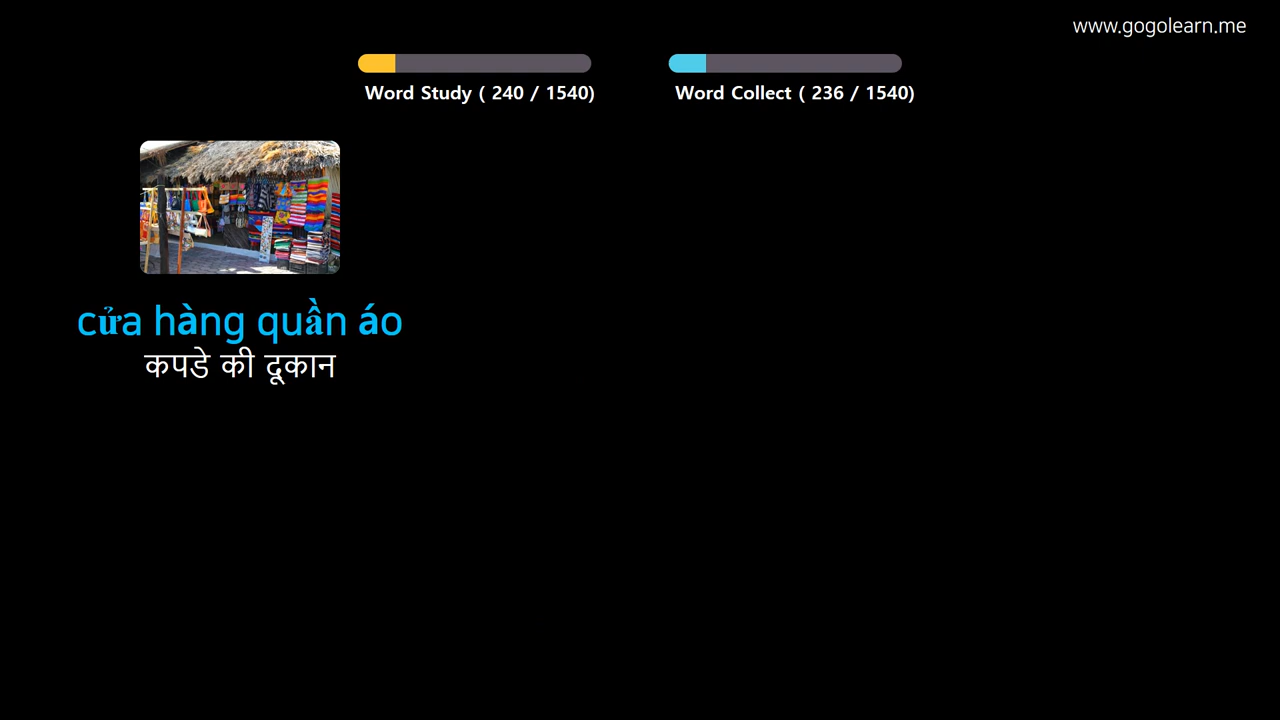 www.gogolearn.me
Word Study ( 240 / 1540)
Word Collect ( 236 / 1540)
cửa hàng quần áo
कपडे की दूकान